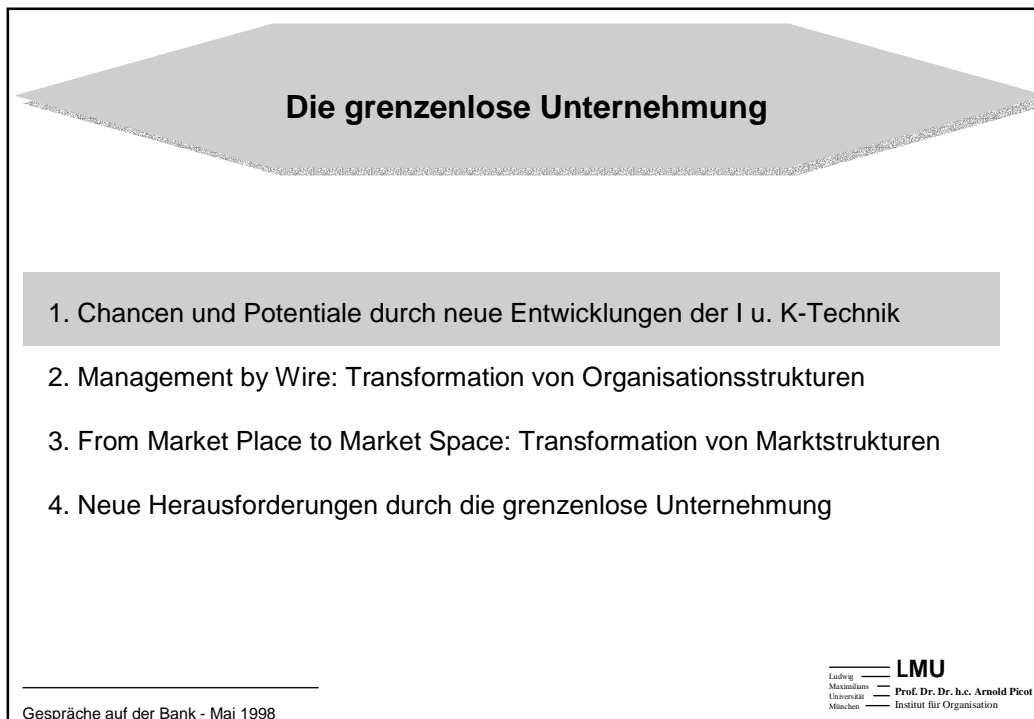 Die grenzenlose Unternehmung
1. Chancen und Potentiale durch neue Entwicklungen der I u. K-Technik
2. Management by Wire: Transformation von Organisationsstrukturen
3. From Market Place to Market Space: Transformation von Marktstrukturen
4. Neue Herausforderungen durch die grenzenlose Unternehmung
Gespräche auf der Bank - Mai 1998
Ludwig
Maximilians
Universität
München
LMU
Prof. Dr. Dr. h.c. Arnold Picot
Institut für Organisation